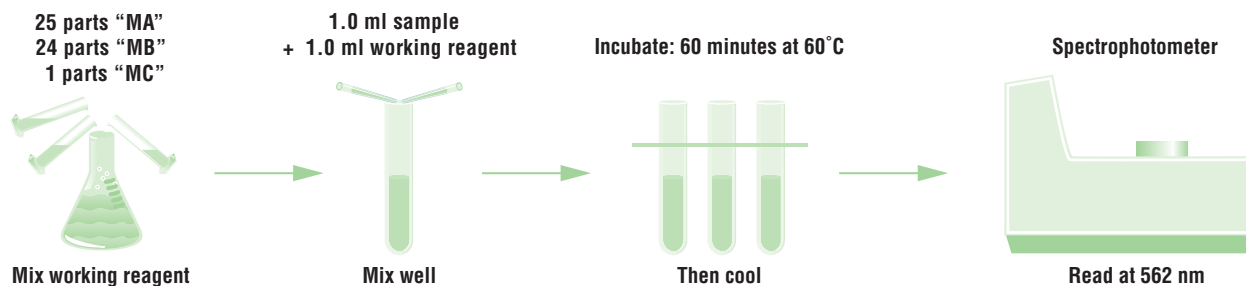 25 parts “MA”
24 parts “MB”
1 parts “MC”
Mix working reagent
1.0 ml sample
+ 1.0 ml working reagent
Mix well
Incubate: 60 minutes at 60˚C
Then cool
Spectrophotometer
Read at 562 nm